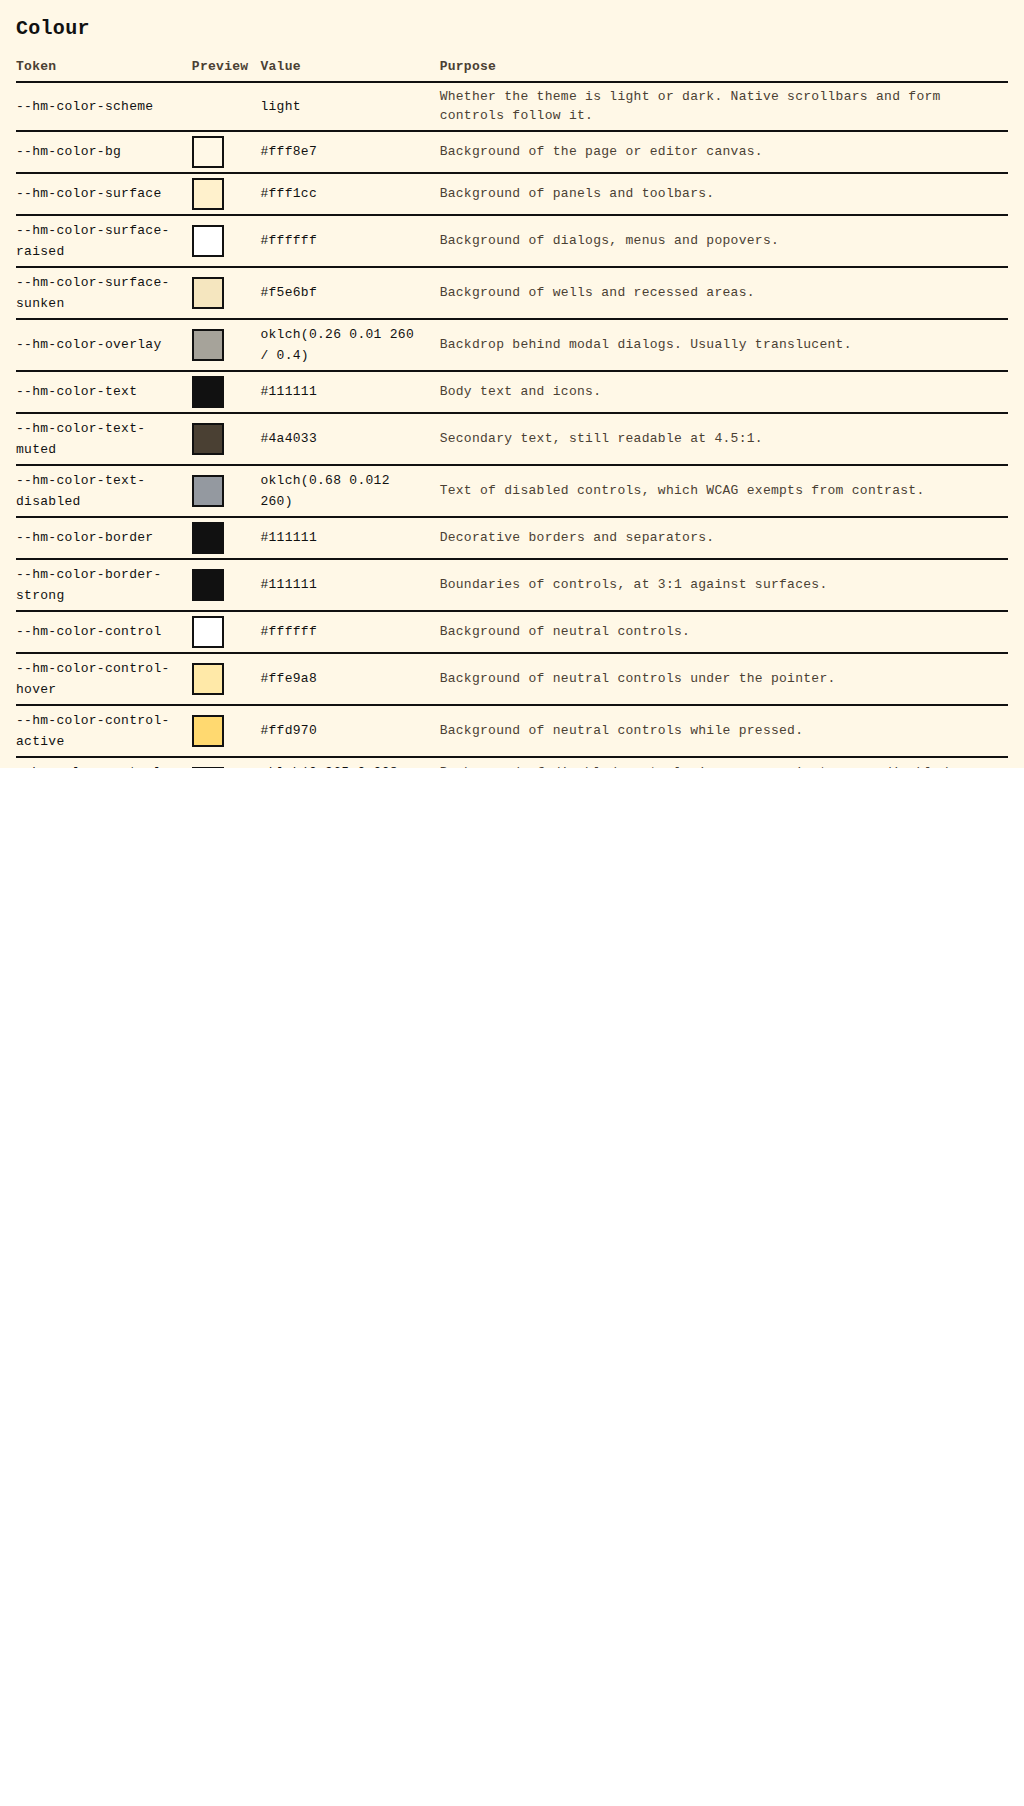 Colour
Token Preview Value Purpose
--hm-color-scheme light Whether the theme is light or dark. Native scrollbars and form
controls follow it.
--hm-color-bg #fff8e7 Background of the page or editor canvas.
--hm-color-surface #fff1cc Background of panels and toolbars.
--hm-color-surface-
raised #ffffff Background of dialogs, menus and popovers.
--hm-color-surface-
sunken #f5e6bf Background of wells and recessed areas.
--hm-color-overlay oklch(0.26 0.01 260
/ 0.4) Backdrop behind modal dialogs. Usually translucent.
--hm-color-text #111111 Body text and icons.
--hm-color-text-
muted #4a4033 Secondary text, still readable at 4.5:1.
--hm-color-text-
disabled oklch(0.68 0.012
260) Text of disabled controls, which WCAG exempts from contrast.
--hm-color-border #111111 Decorative borders and separators.
--hm-color-border-
strong #111111 Boundaries of controls, at 3:1 against surfaces.
--hm-color-control #ffffff Background of neutral controls.
--hm-color-control-
hover #ffe9a8 Background of neutral controls under the pointer.
--hm-color-control-
active #ffd970 Background of neutral controls while pressed.